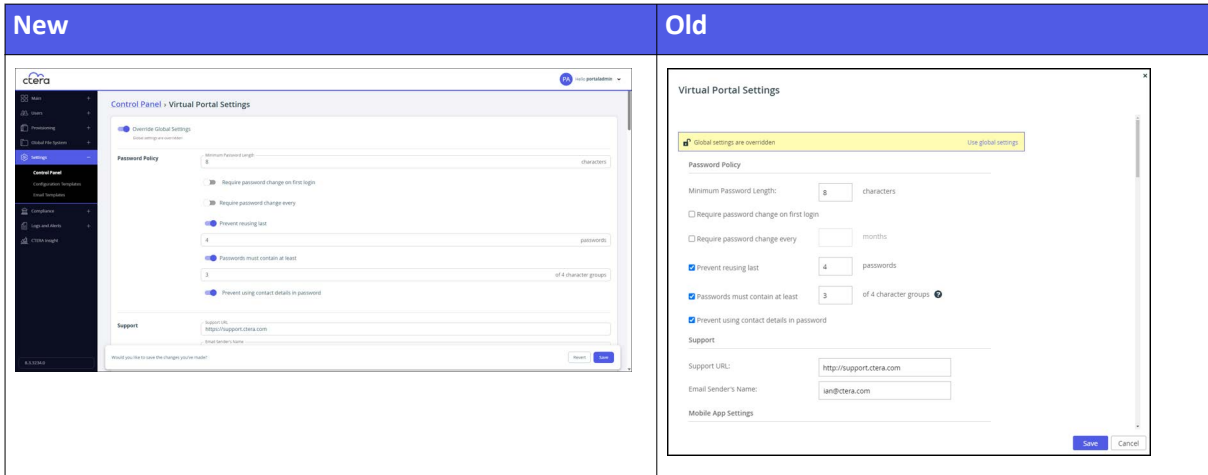 New
Old
ctera
PA Hello portaladmin
Main +
Users +
Provisioning +
Global File System +
Settings −
Control Panel
Configuration Templates
Email Templates
Compliance +
Logs and Alerts +
CTERA Insight
Control Panel › Virtual Portal Settings
Override Global Settings
Global settings are overridden
Password Policy
Minimum Password Length
8 characters
Require password change on first login
Require password change every
Prevent reusing last
4 passwords
Passwords must contain at least
3 of 4 character groups
Prevent using contact details in password
Support
Support URL
https://support.ctera.com
Email Sender's Name
Would you like to save the changes you've made?
Revert Save
Virtual Portal Settings
×
Global settings are overridden Use global settings
Password Policy
Minimum Password Length: 8 characters
Require password change on first login
Require password change every months
Prevent reusing last 4 passwords
Passwords must contain at least 3 of 4 character groups ?
Prevent using contact details in password
Support
Support URL: http://support.ctera.com
Email Sender's Name: ian@ctera.com
Mobile App Settings
Save Cancel